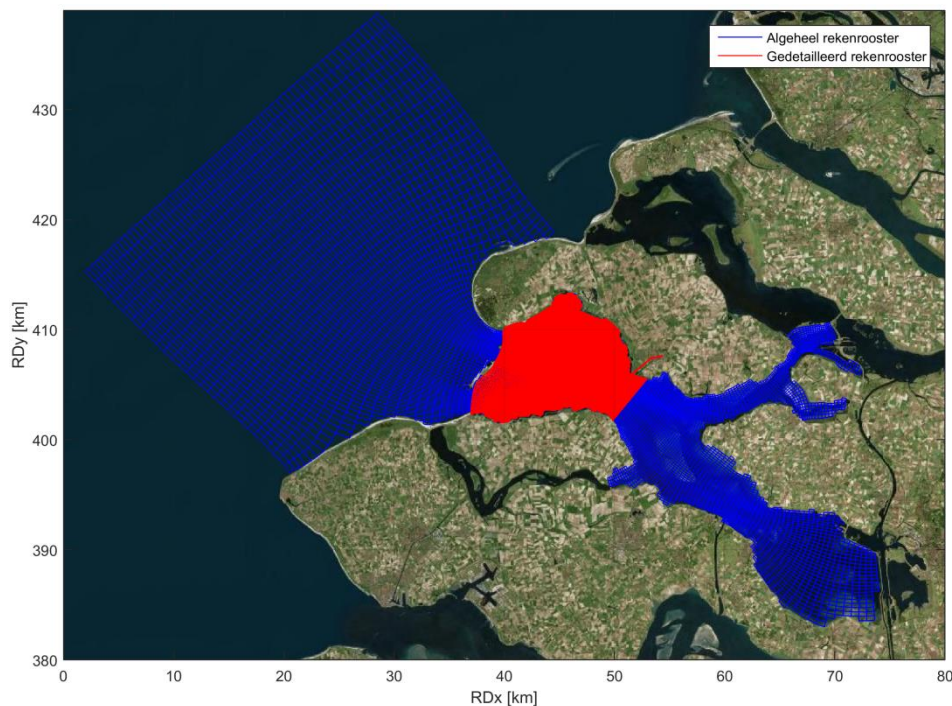 Algeheel rekenrooster
Gedetailleerd rekenrooster
430
420
410
400
390
380
RDy [km]
0 10 20 30 40 50 60 70 80
RDx [km]